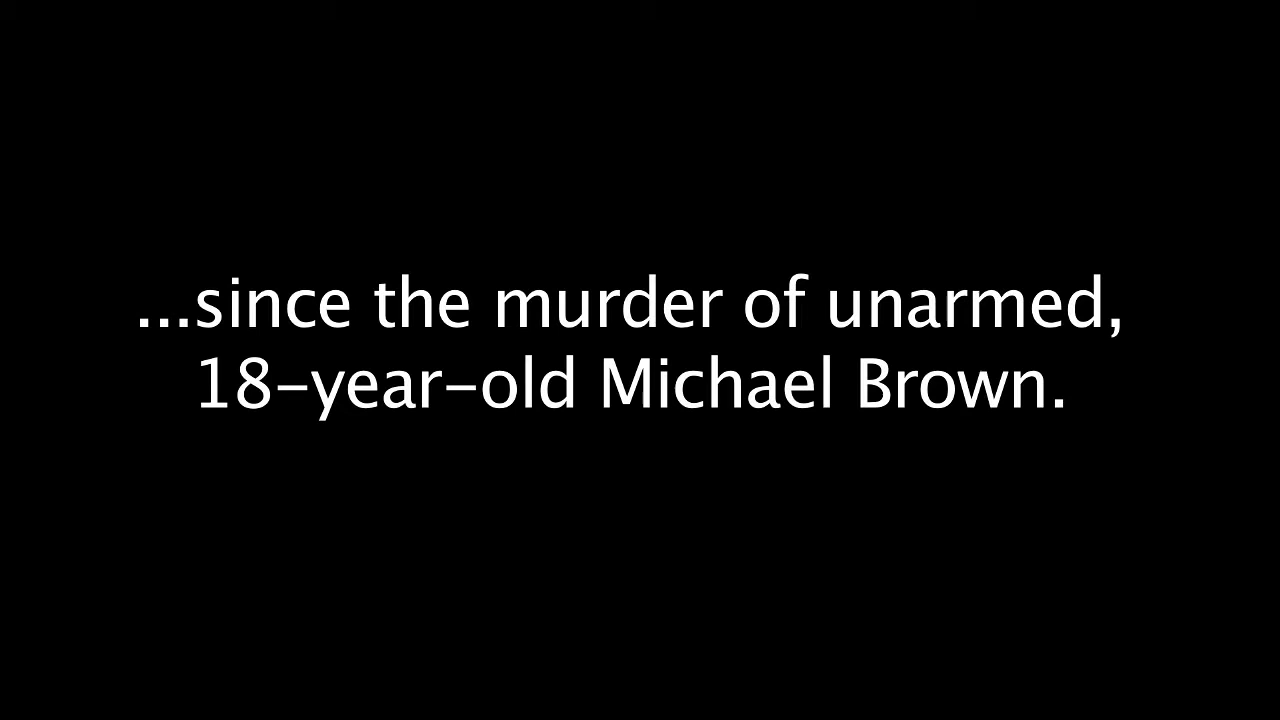 ...since the murder of unarmed,
18-year-old Michael Brown.